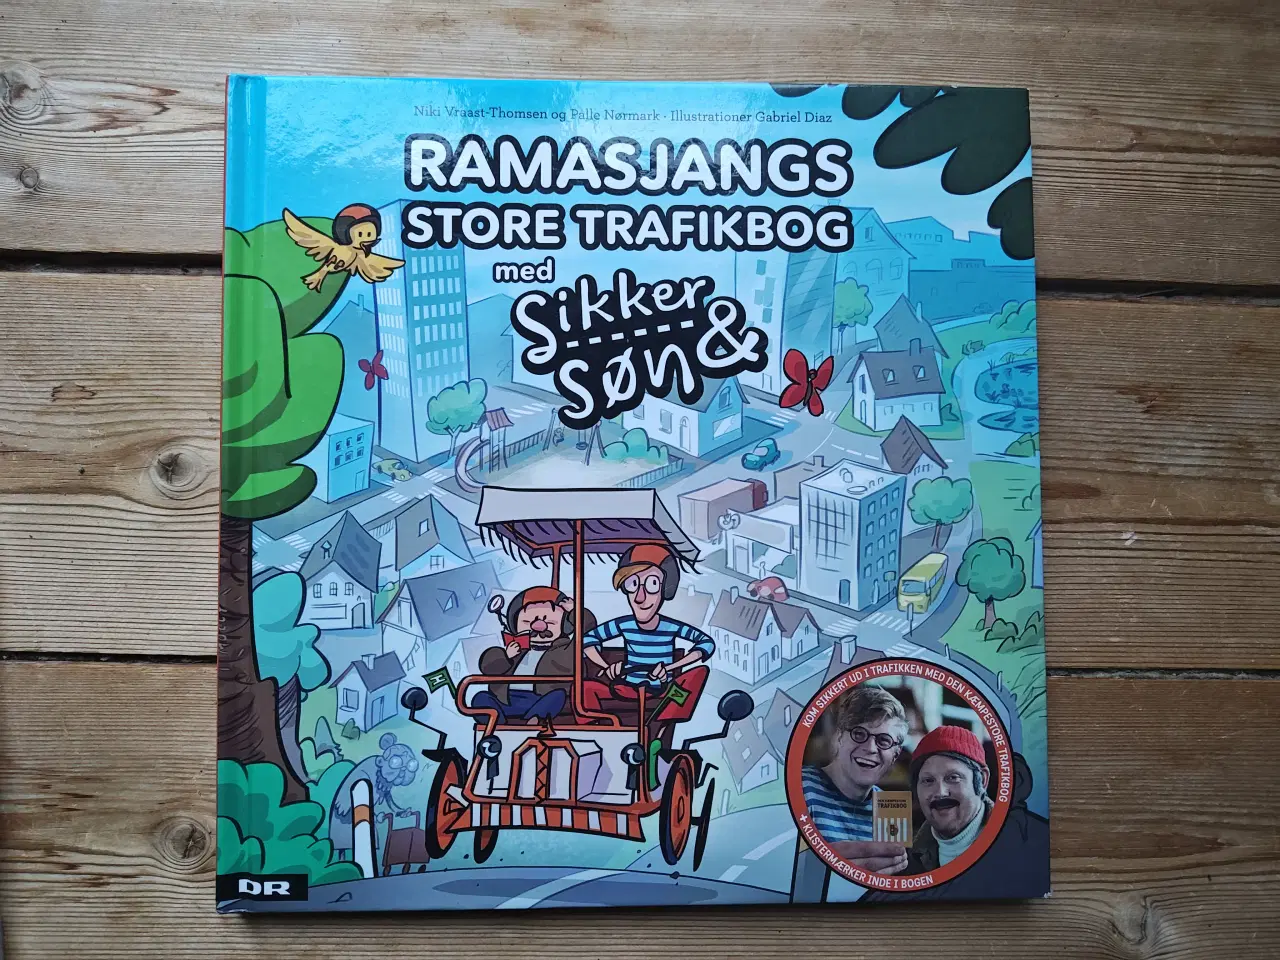 Niki Vraast-Thomsen og Palle Nørmark · Illustrationer Gabriel Diaz
RAMASJANGS
STORE TRAFIKBOG
med
Sikker
& søn
H
V
KOM SIKKERT UD I TRAFIKKEN MED DEN KÆMPESTORE TRAFIKBOG
TRAFIKBOG
+ KLISTERMÆRKER INDE I BOGEN
DR